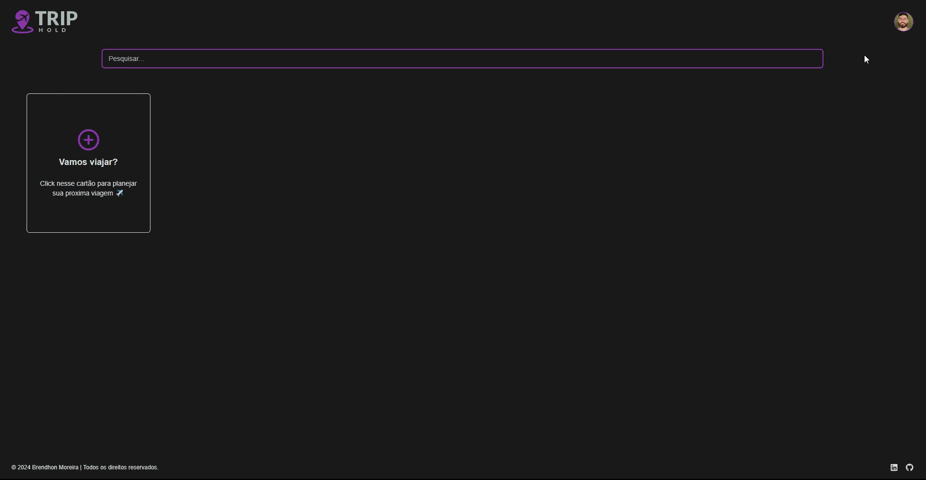 TRIP
HOLD
Pesquisar...
Vamos viajar?
Click nesse cartão para planejar
sua proxima viagem ✈️
© 2024 Erendhon Moreira | Todos os direitos reservados.